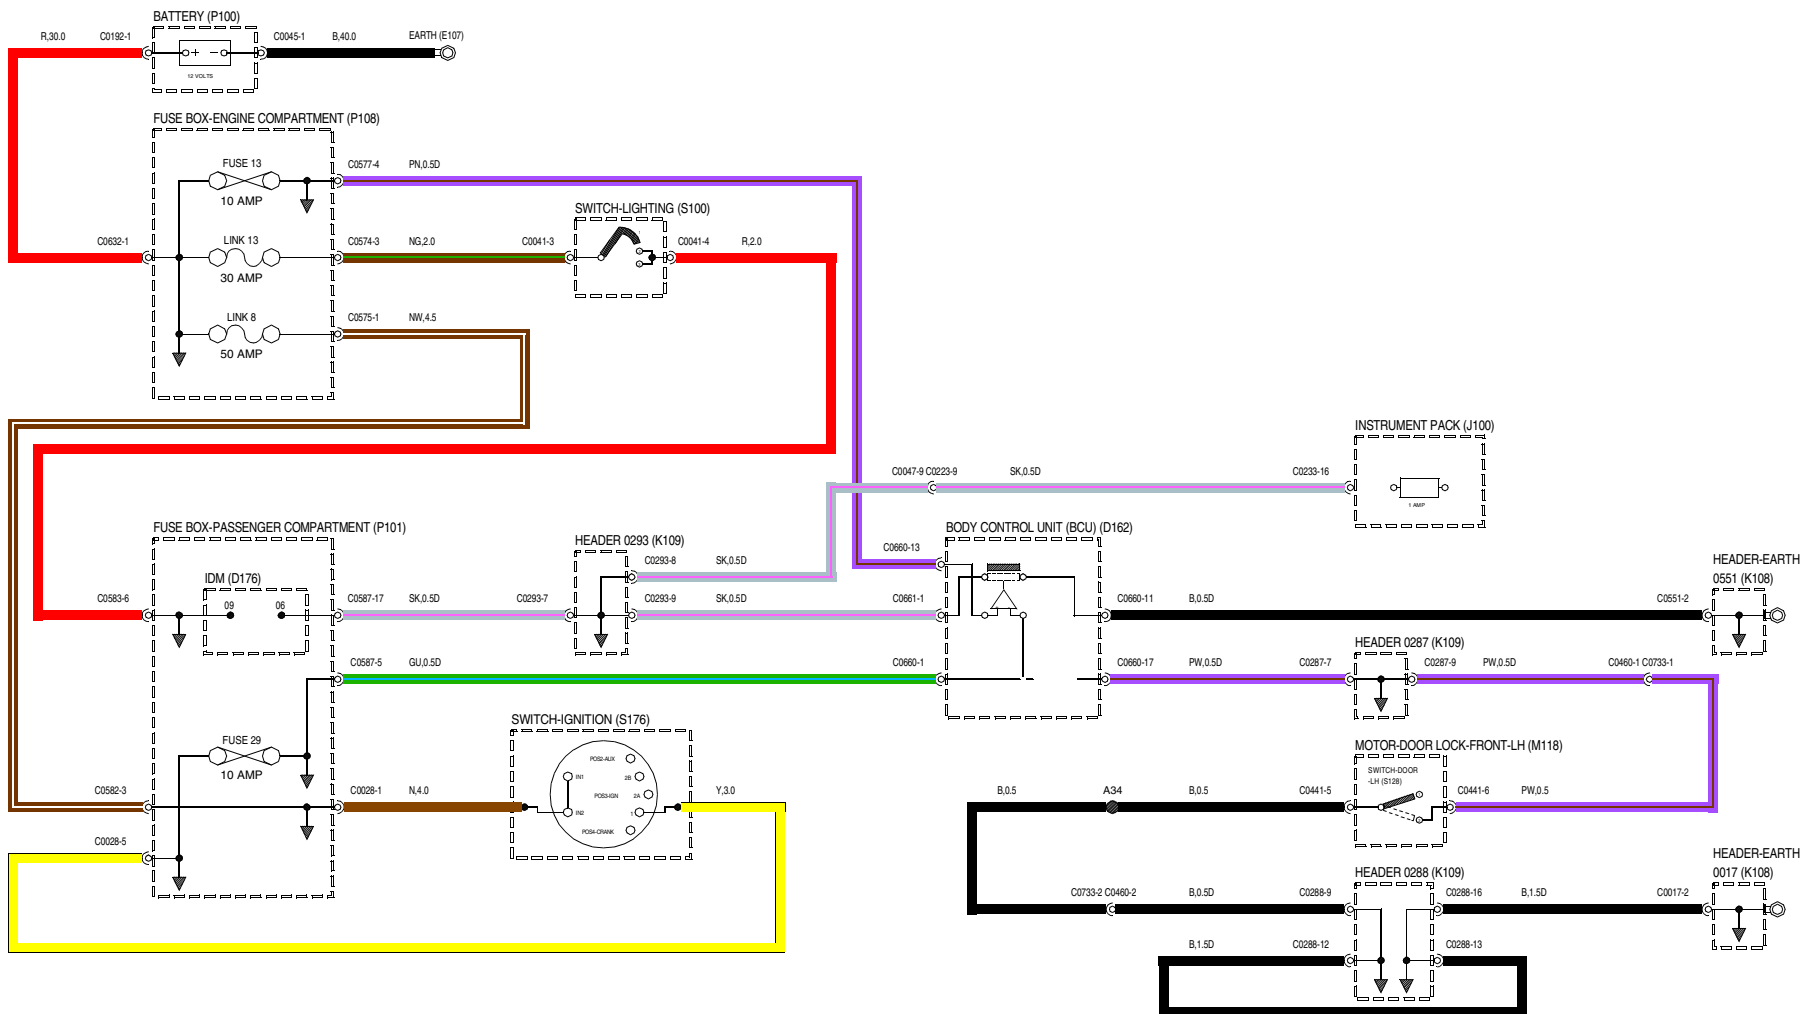 BATTERY (P100)
R,30.0 C0192-1 C0045-1 B,40.0 EARTH (E107)
+ −
12 VOLTS
FUSE BOX-ENGINE COMPARTMENT (P108)
FUSE 13 C0577-4 PN,0.5D
10 AMP
SWITCH-LIGHTING (S100)
C0632-1 LINK 13 C0574-3 NG,2.0 C0041-3 C0041-4 R,2.0
30 AMP
LINK 8 C0575-1 NW,4.5
50 AMP
INSTRUMENT PACK (J100)
C0047-9 C0223-9 SK,0.5D C0233-16
1 AMP
FUSE BOX-PASSENGER COMPARTMENT (P101)
BODY CONTROL UNIT (BCU) (D162)
HEADER 0293 (K109)
C0660-13
C0293-8 SK,0.5D
HEADER-EARTH
0551 (K108)
IDM (D176)
C0583-6 09 06 C0587-17 SK,0.5D C0293-7 C0293-9 SK,0.5D C0661-1 C0660-11 B,0.5D C0551-2
HEADER 0287 (K109)
C0587-5 GU,0.5D C0660-1 C0660-17 PW,0.5D C0287-7 C0287-9 PW,0.5D C0460-1 C0733-1
SWITCH-IGNITION (S176)
FUSE 29
10 AMP
POS2-AUX
IN1 2B
POS3-IGN 2A
IN2 1
POS4-CRANK
MOTOR-DOOR LOCK-FRONT-LH (M118)
SWITCH-DOOR
-LH (S128)
C0582-3 C0028-1 N,4.0 Y,3.0 B,0.5 A34 B,0.5 C0441-5 C0441-6 PW,0.5
C0028-5
HEADER-EARTH
0017 (K108)
HEADER 0288 (K109)
C0733-2 C0460-2 B,0.5D C0288-9 C0288-16 B,1.5D C0017-2
B,1.5D C0288-12 C0288-13